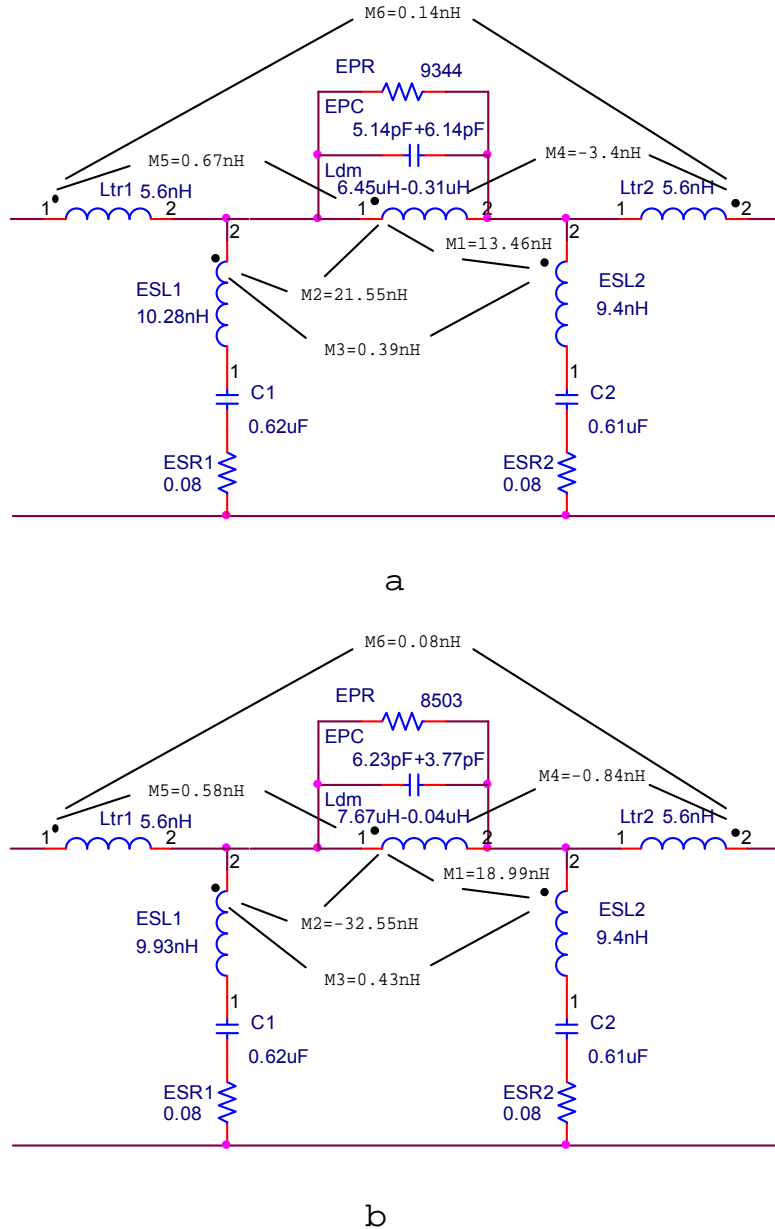 M6=0.14nH
EPR 9344
EPC
5.14pF+6.14pF
M5=0.67nH
M4=-3.4nH
Ldm
6.45uH-0.31uH
Ltr1 5.6nH
Ltr2 5.6nH
1 2 1 2 1 2
2 2
M1=13.46nH
ESL1
10.28nH
M2=21.55nH
ESL2
9.4nH
M3=0.39nH
1 1
C1
0.62uF
C2
0.61uF
ESR1
0.08
ESR2
0.08
a
M6=0.08nH
EPR 8503
EPC
6.23pF+3.77pF
M5=0.58nH
M4=-0.84nH
Ldm
7.67uH-0.04uH
Ltr1 5.6nH
Ltr2 5.6nH
1 2 1 2 1 2
2 2
M1=18.99nH
ESL1
9.93nH
M2=-32.55nH
ESL2
9.4nH
M3=0.43nH
1 1
C1
0.62uF
C2
0.61uF
ESR1
0.08
ESR2
0.08
b